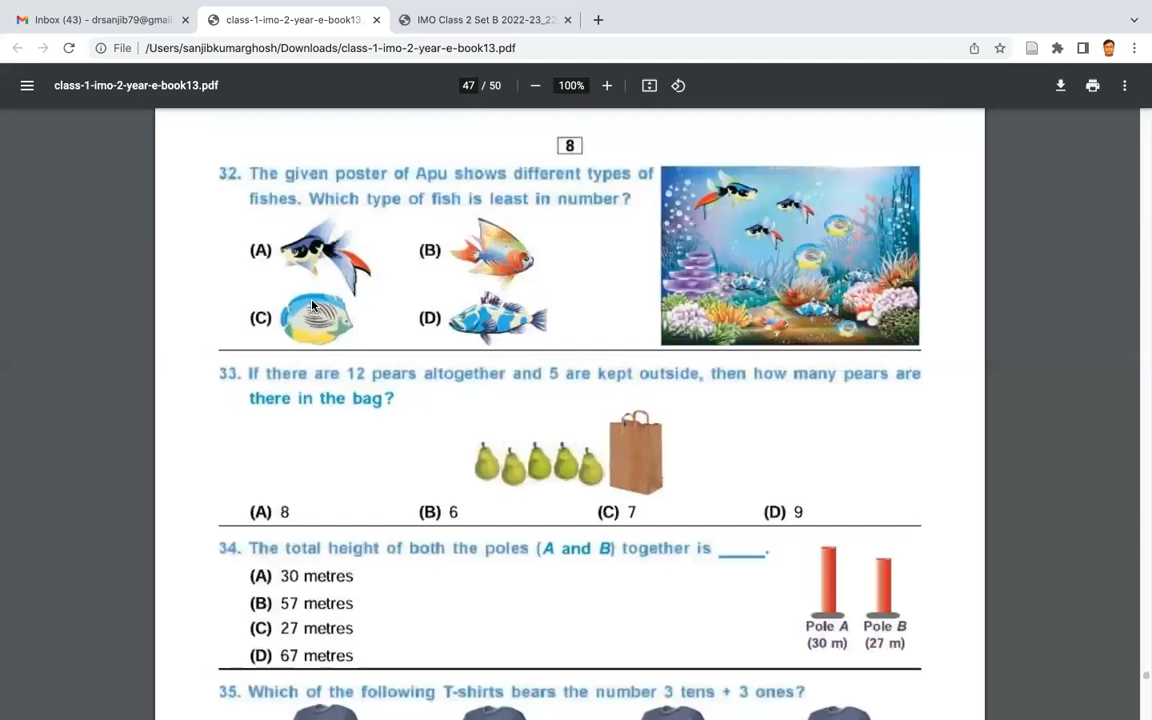 Inbox (43) - drsanjib79@gmai
class-1-imo-2-year-e-book13.
IMO Class 2 Set B 2022-23_22
File /Users/sanjibkumarghosh/Downloads/class-1-imo-2-year-e-book13.pdf
class-1-imo-2-year-e-book13.pdf
47 / 50
100%
8
32. The given poster of Apu shows different types of
fishes. Which type of fish is least in number?
(A) (B)
(C) (D)
33. If there are 12 pears altogether and 5 are kept outside, then how many pears are
there in the bag?
(A) 8 (B) 6 (C) 7 (D) 9
34. The total height of both the poles (A and B) together is _____.
(A) 30 metres
(B) 57 metres
(C) 27 metres
(D) 67 metres
Pole A Pole B
(30 m) (27 m)
35. Which of the following T-shirts bears the number 3 tens + 3 ones?